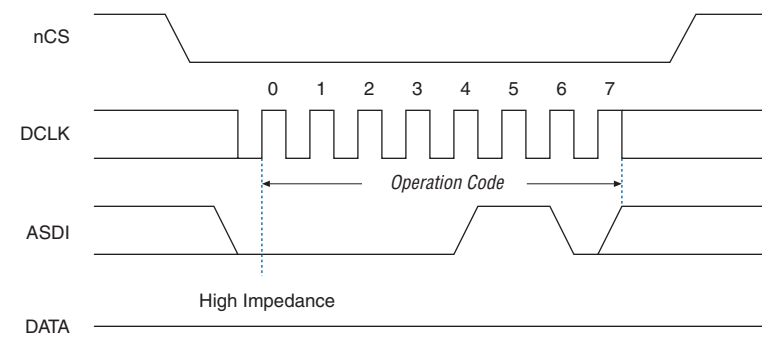 nCS
0 1 2 3 4 5 6 7
DCLK
Operation Code
ASDI
High Impedance
DATA